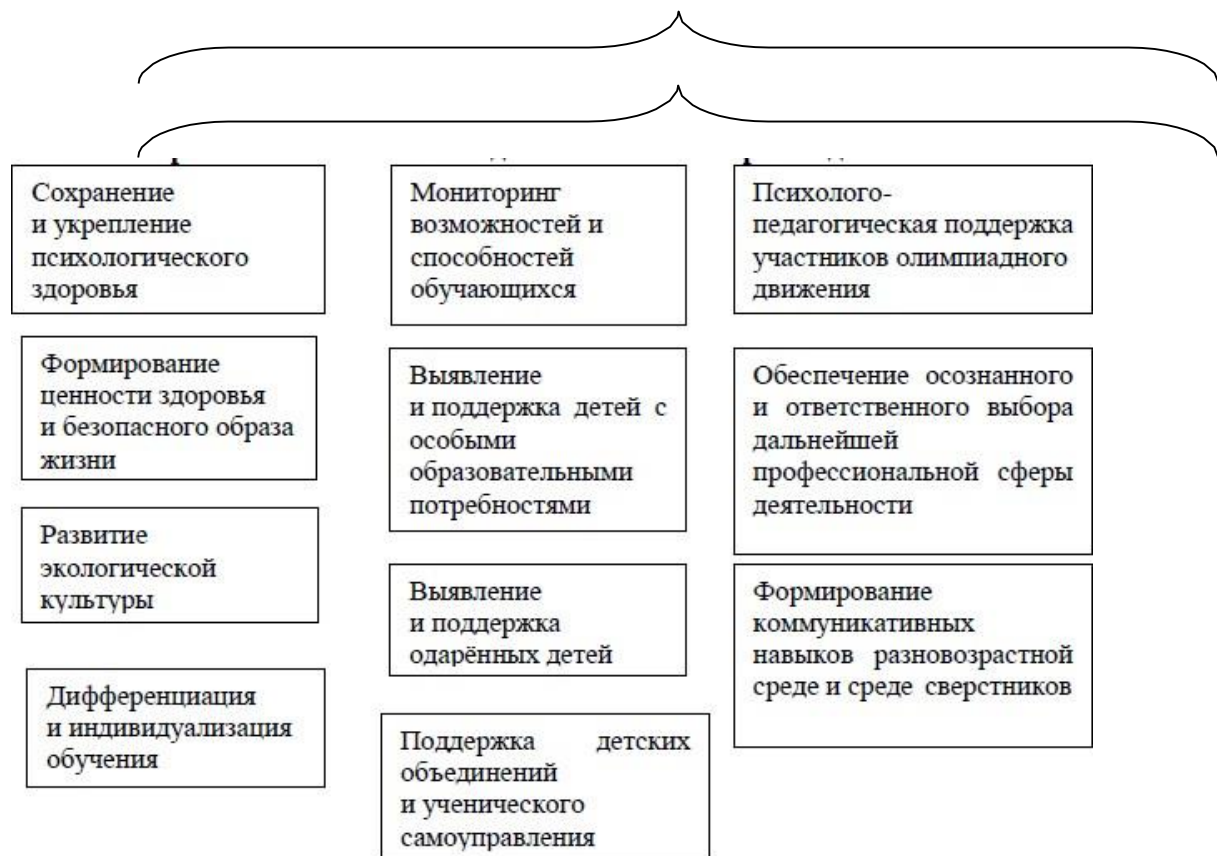 Сохранение
и укрепление
психологического
здоровья
Формирование
ценности здоровья
и безопасного образа
жизни
Развитие
экологической
культуры
Дифференциация
и индивидуализация
обучения
Мониторинг
возможностей и
способностей
обучающихся
Выявление
и поддержка детей с
особыми
образовательными
потребностями
Выявление
и поддержка
одарённых детей
Поддержка детских
объединений
и ученического
самоуправления
Психолого-
педагогическая поддержка
участников олимпиадного
движения
Обеспечение осознанного
и ответственного выбора
дальнейшей
профессиональной сферы
деятельности
Формирование
коммуникативных
навыков разновозрастной
среде и среде сверстников